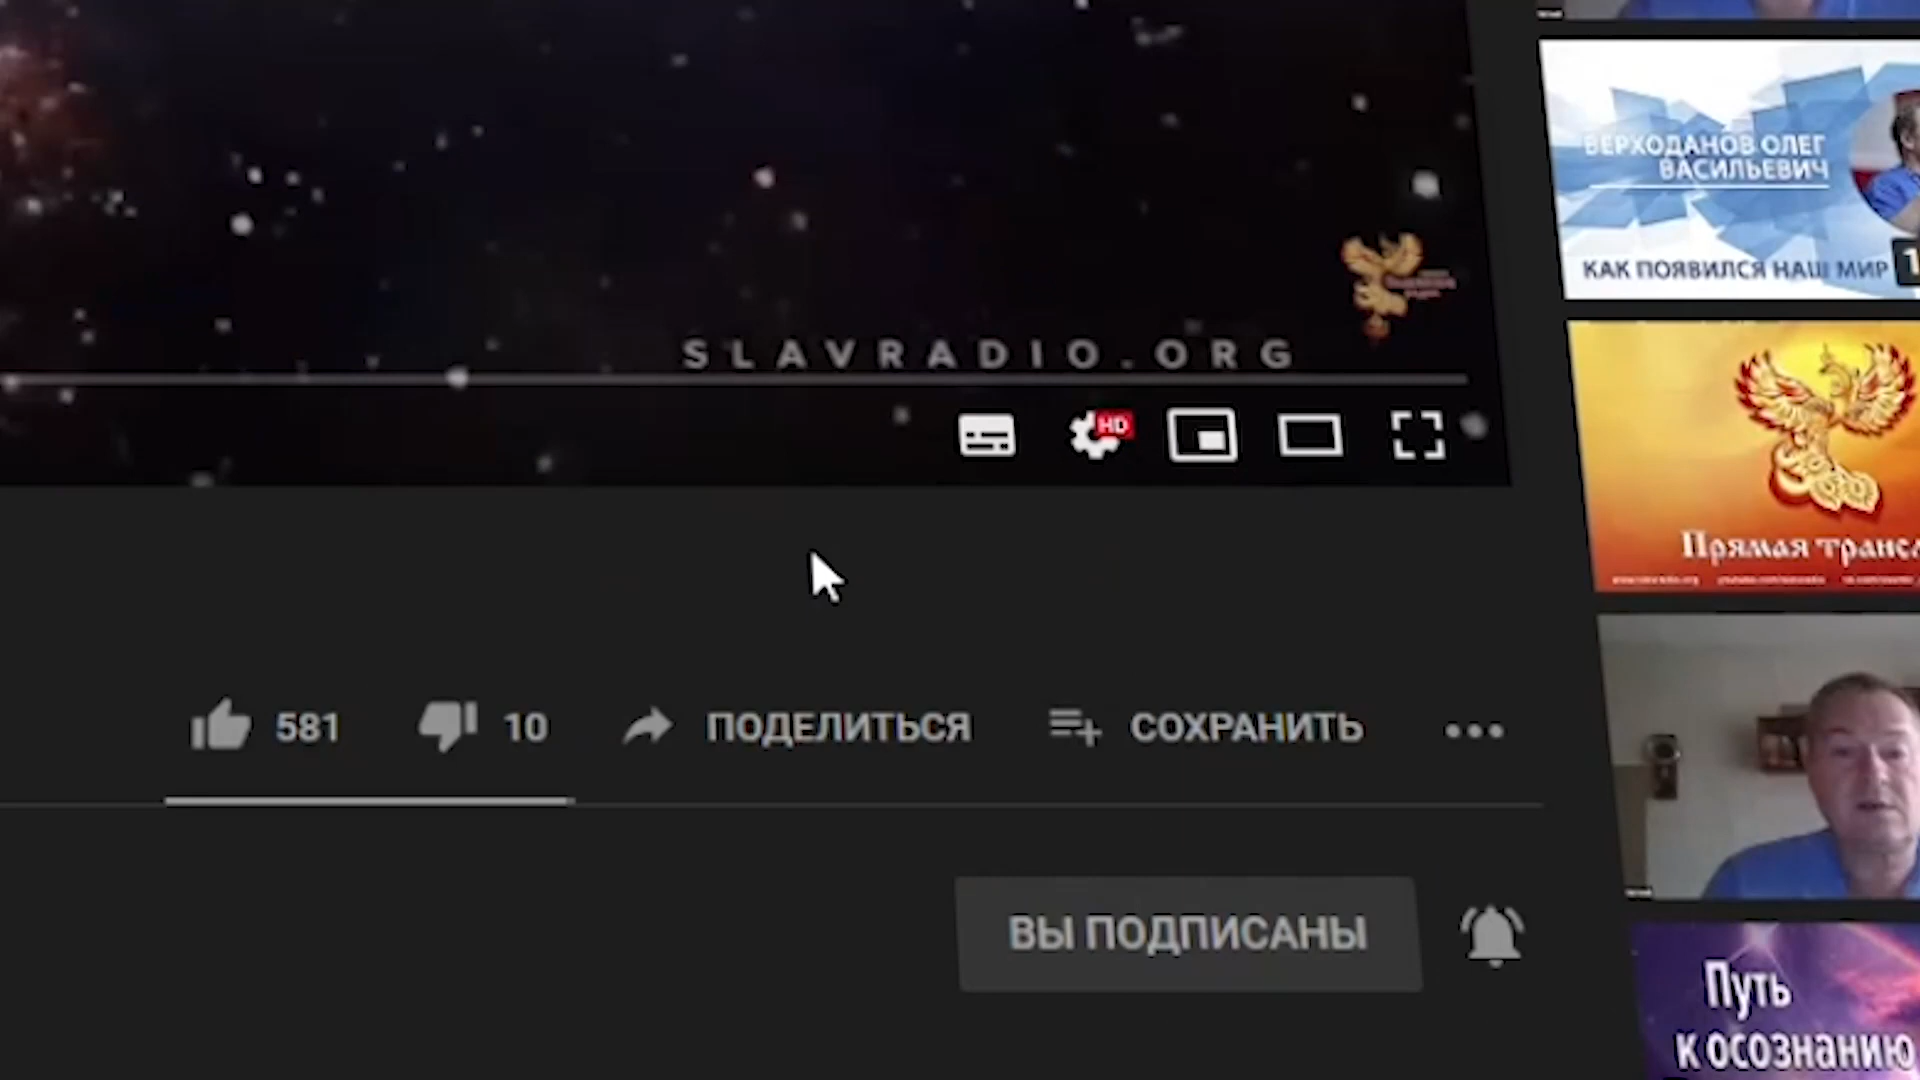 SLAVRADIO.ORG
HD
581
10
ПОДЕЛИТЬСЯ
СОХРАНИТЬ
ВЫ ПОДПИСАНЫ
ВЕРХОДАНОВ ОЛЕГ
ВАСИЛЬЕВИЧ
КАК ПОЯВИЛСЯ НАШ МИР
1
Прямая
Путь
к осознанию